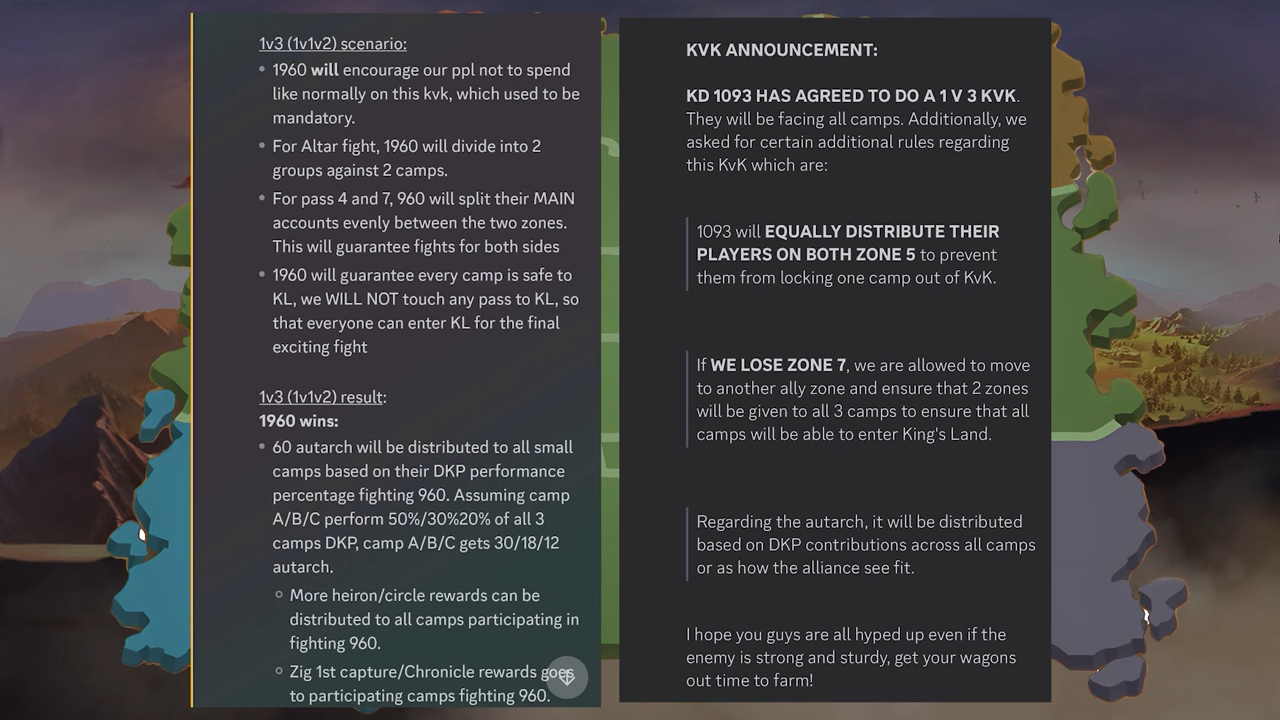 1v3 (1v1v2) scenario:
1960 will encourage our ppl not to spend
like normally on this kvk, which used to be
mandatory.
For Altar fight, 1960 will divide into 2
groups against 2 camps.
For pass 4 and 7, 960 will split their MAIN
accounts evenly between the two zones.
This will guarantee fights for both sides
1960 will guarantee every camp is safe to
KL, we WILL NOT touch any pass to KL, so
that everyone can enter KL for the final
exciting fight
1v3 (1v1v2) result:
1960 wins:
60 autarch will be distributed to all small
camps based on their DKP performance
percentage fighting 960. Assuming camp
A/B/C perform 50%/30%20% of all 3
camps DKP, camp A/B/C gets 30/18/12
autarch.
More heiron/circle rewards can be
distributed to all camps participating in
fighting 960.
Zig 1st capture/Chronicle rewards goes
to participating camps fighting 960.
KVK ANNOUNCEMENT:
KD 1093 HAS AGREED TO DO A 1 V 3 KVK.
They will be facing all camps. Additionally, we
asked for certain additional rules regarding
this KvK which are:
1093 will EQUALLY DISTRIBUTE THEIR
PLAYERS ON BOTH ZONE 5 to prevent
them from locking one camp out of KvK.
If WE LOSE ZONE 7, we are allowed to move
to another ally zone and ensure that 2 zones
will be given to all 3 camps to ensure that all
camps will be able to enter King's Land.
Regarding the autarch, it will be distributed
based on DKP contributions across all camps
or as how the alliance see fit.
I hope you guys are all hyped up even if the
enemy is strong and sturdy, get your wagons
out time to farm!